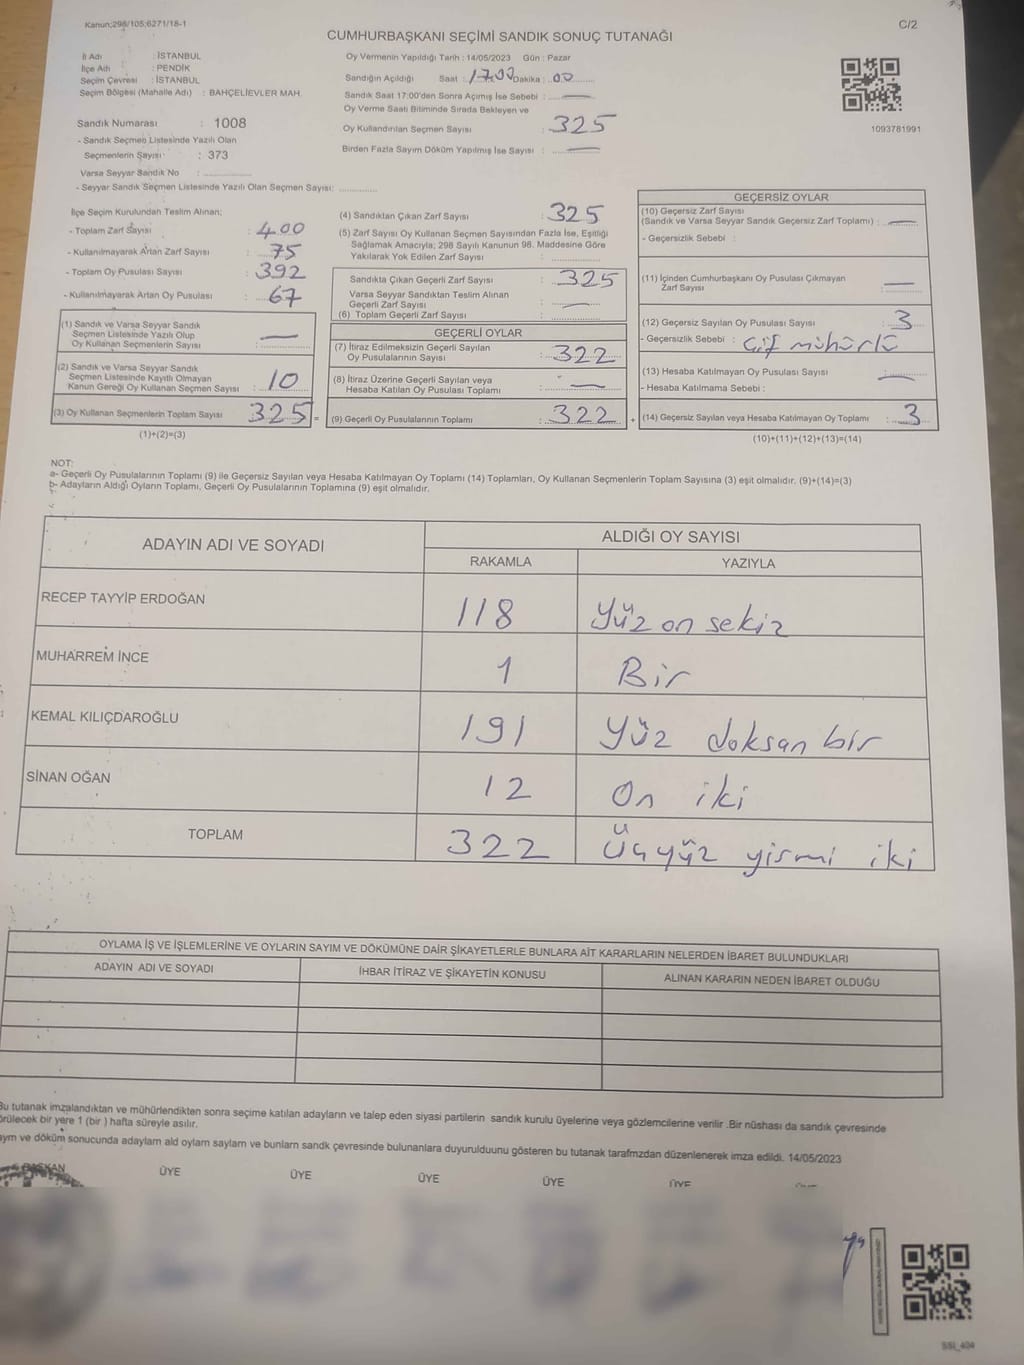 Kanun;298/105;6271/18-1
C/2
CUMHURBAŞKANI SEÇİMİ SANDIK SONUÇ TUTANAĞI
İl Adı : İSTANBUL
İlçe Adı : PENDİK
Seçim Çevresi : İSTANBUL
Seçim Bölgesi (Mahalle Adı) : BAHÇELİEVLER MAH.
Oy Vermenin Yapıldığı Tarih : 14/05/2023 Gün : Pazar
Sandığın Açıldığı Saat : 17.00 Dakika : 00
Sandık Saat 17:00'den Sonra Açımış İse Sebebi : —
Oy Verme Saati Bitiminde Sırada Bekleyen ve
Oy Kullandırılan Seçmen Sayısı : 325
Birden Fazla Sayım Döküm Yapılmış İse Sayısı : —
1093781991
Sandık Numarası : 1008
- Sandık Seçmen Listesinde Yazılı Olan
Seçmenlerin Sayısı : 373
Varsa Seyyar Sandık No :
- Seyyar Sandık Seçmen Listesinde Yazılı Olan Seçmen Sayısı:
İlçe Seçim Kurulundan Teslim Alınan;
- Toplam Zarf Sayısı : 400
- Kullanılmayarak Artan Zarf Sayısı : 75
- Toplam Oy Pusulası Sayısı : 392
- Kullanılmayarak Artan Oy Pusulası : 67
(1) Sandık ve Varsa Seyyar Sandık
Seçmen Listesinde Yazılı Olup
Oy Kullanan Seçmenlerin Sayısı : —
(2) Sandık ve Varsa Seyyar Sandık
Seçmen Listesinde Kayıtlı Olmayan
Kanun Gereği Oy Kullanan Seçmen Sayısı : 10
(3) Oy Kullanan Seçmenlerin Toplam Sayısı : 325 =
(1)+(2)=(3)
(4) Sandıktan Çıkan Zarf Sayısı : 325
(5) Zarf Sayısı Oy Kullanan Seçmen Sayısından Fazla İse, Eşitliği
Sağlamak Amacıyla; 298 Sayılı Kanunun 98. Maddesine Göre
Yakılarak Yok Edilen Zarf Sayısı :
Sandıkta Çıkan Geçerli Zarf Sayısı : 325
Varsa Seyyar Sandıktan Teslim Alınan
Geçerli Zarf Sayısı : —
(6) Toplam Geçerli Zarf Sayısı :
GEÇERLİ OYLAR
(7) İtiraz Edilmeksizin Geçerli Sayılan
Oy Pusulalarının Sayısı : 322
(8) İtiraz Üzerine Geçerli Sayılan veya
Hesaba Katılan Oy Pusulası Toplamı : —
(9) Geçerli Oy Pusulalarının Toplamı : 322 +
GEÇERSİZ OYLAR
(10) Geçersiz Zarf Sayısı
(Sandık ve Varsa Seyyar Sandık Geçersiz Zarf Toplamı) : —
- Geçersizlik Sebebi :
(11) İçinden Cumhurbaşkanı Oy Pusulası Çıkmayan
Zarf Sayısı : —
(12) Geçersiz Sayılan Oy Pusulası Sayısı : 3
- Geçersizlik Sebebi : Çift mühürlü
(13) Hesaba Katılmayan Oy Pusulası Sayısı : —
- Hesaba Katılmama Sebebi :
(14) Geçersiz Sayılan veya Hesaba Katılmayan Oy Toplamı : 3
(10)+(11)+(12)+(13)=(14)
NOT:
a- Geçerli Oy Pusulalarının Toplamı (9) ile Geçersiz Sayılan veya Hesaba Katılmayan Oy Toplamı (14) Toplamları, Oy Kullanan Seçmenlerin Toplam Sayısına (3) eşit olmalıdır. (9)+(14)=(3)
b- Adayların Aldığı Oyların Toplamı, Geçerli Oy Pusulalarının Toplamına (9) eşit olmalıdır.
ADAYIN ADI VE SOYADI
ALDIĞI OY SAYISI
RAKAMLA YAZIYLA
RECEP TAYYİP ERDOĞAN 118 Yüz on sekiz
MUHARREM İNCE 1 Bir
KEMAL KILIÇDAROĞLU 191 Yüz doksan bir
SİNAN OĞAN 12 On iki
TOPLAM 322 Üçyüz yirmi iki
OYLAMA İŞ VE İŞLEMLERİNE VE OYLARIN SAYIM VE DÖKÜMÜNE DAİR ŞİKAYETLERLE BUNLARA AİT KARARLARIN NELERDEN İBARET BULUNDUKLARI
ADAYIN ADI VE SOYADI İHBAR İTİRAZ VE ŞİKAYETİN KONUSU ALINAN KARARIN NEDEN İBARET OLDUĞU
Bu tutanak imzalandıktan ve mühürlendikten sonra seçime katılan adayların ve talep eden siyasi partilerin sandık kurulu üyelerine veya gözlemcilerine verilir .Bir nüshası da sandık çevresinde
örülecek bir yere 1 (bir ) hafta süreyle asılır.
ayım ve döküm sonucunda adaylam ald oylam saylam ve bunlarn sandk çevresinde bulunanlara duyurulduunu gösteren bu tutanak tarafmzdan düzenlenerek imza edildi. 14/05/2023
BAŞKAN ÜYE ÜYE ÜYE ÜYE ÜYE
SSI_404